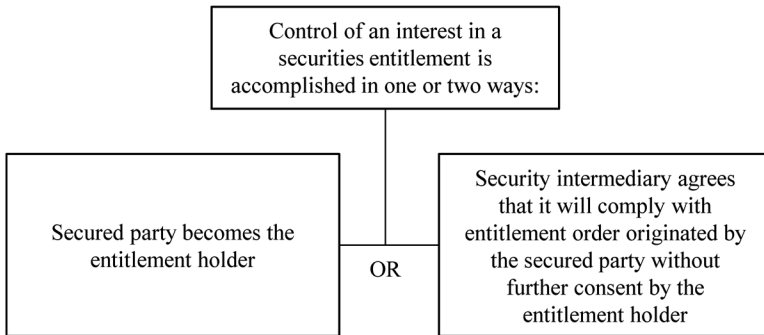 Control of an interest in a
securities entitlement is
accomplished in one or two ways:
Secured party becomes the
entitlement holder
OR
Security intermediary agrees
that it will comply with
entitlement order originated by
the secured party without
further consent by the
entitlement holder